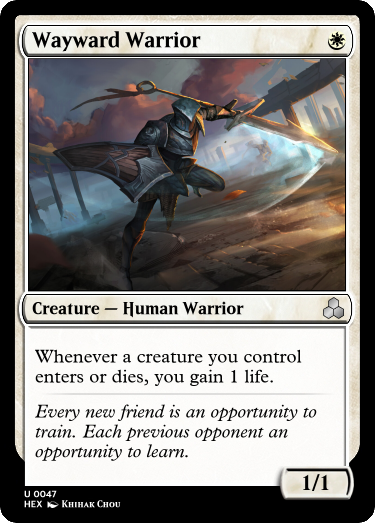 Wayward Warrior
Creature — Human Warrior
Whenever a creature you control
enters or dies, you gain 1 life.
Every new friend is an opportunity to
train. Each previous opponent an
opportunity to learn.
1/1
U 0047
HEX Khihak Chou